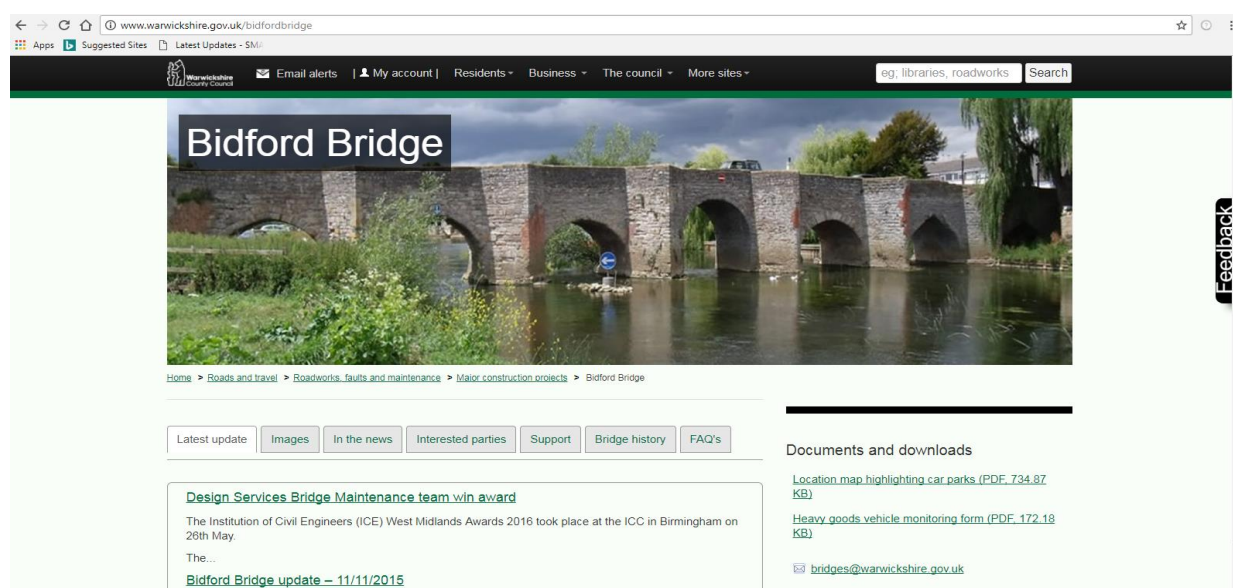 www.warwickshire.gov.uk/bidfordbridge
Apps Suggested Sites Latest Updates - SMA
Warwickshire
County Council
Email alerts | My account | Residents Business The council More sites eg; libraries, roadworks Search
Bidford Bridge
Feedback
Home > Roads and travel > Roadworks, faults and maintenance > Major construction projects > Bidford Bridge
Latest update Images In the news Interested parties Support Bridge history FAQ's
Design Services Bridge Maintenance team win award
The Institution of Civil Engineers (ICE) West Midlands Awards 2016 took place at the ICC in Birmingham on
26th May.
The...
Bidford Bridge update – 11/11/2015
Documents and downloads
Location map highlighting car parks (PDF, 734.87
KB)
Heavy goods vehicle monitoring form (PDF, 172.18
KB)
bridges@warwickshire.gov.uk